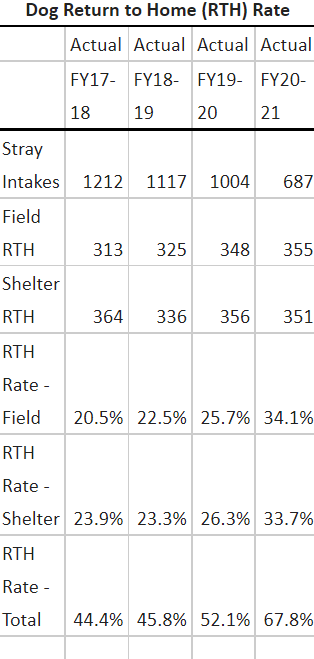 Dog Return to Home (RTH) Rate
Actual Actual Actual Actual
FY17- FY18- FY19- FY20-
18 19 20 21
Stray
Intakes 1212 1117 1004 687
Field
RTH 313 325 348 355
Shelter
RTH 364 336 356 351
RTH
Rate -
Field 20.5% 22.5% 25.7% 34.1%
RTH
Rate -
Shelter 23.9% 23.3% 26.3% 33.7%
RTH
Rate -
Total 44.4% 45.8% 52.1% 67.8%